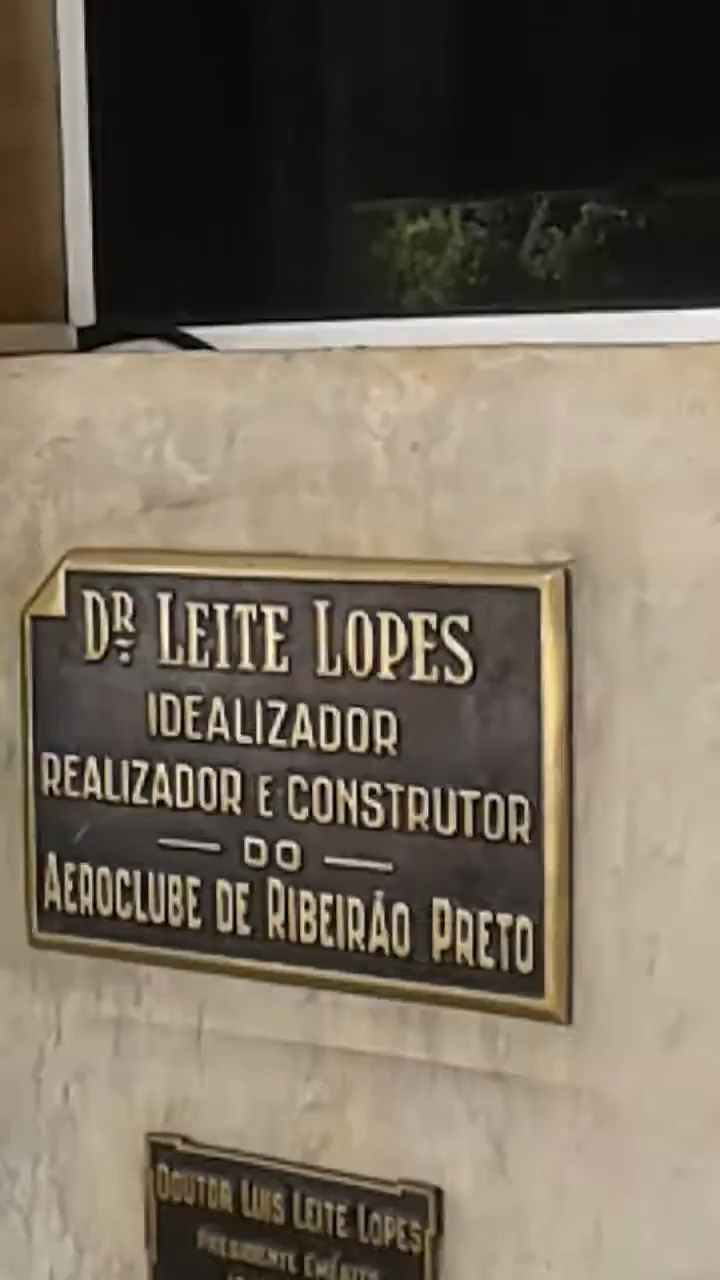 DR LEITE LOPES
IDEALIZADOR
REALIZADOR E CONSTRUTOR
— DO —
AEROCLUBE DE RIBEIRÃO PRETO
DOUTOR LUIS LEITE LOPES
PRESIDENTE EMÉRITO